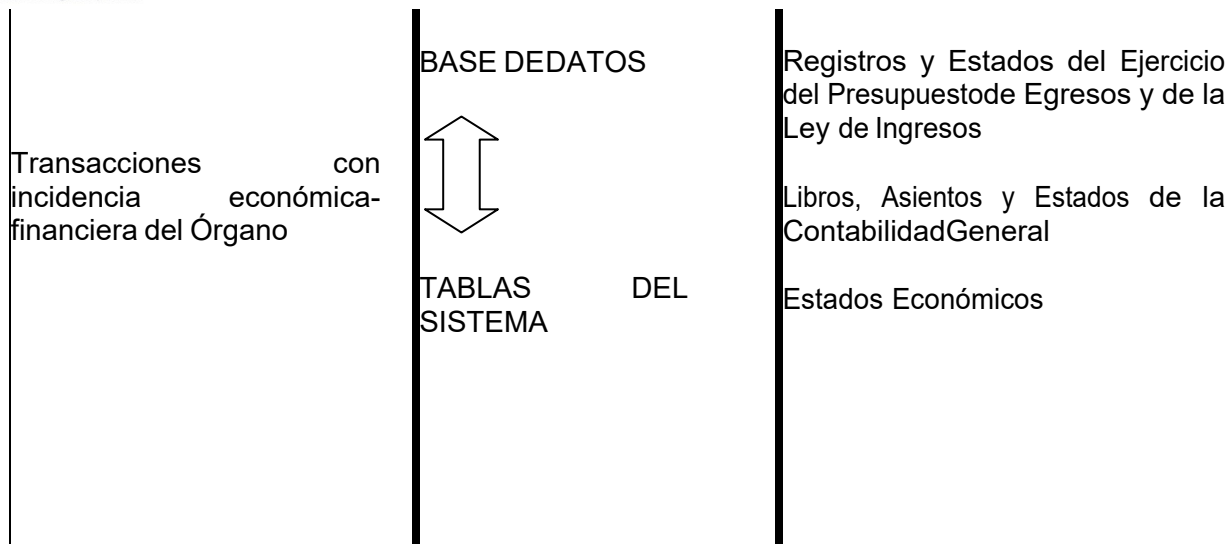 Transacciones con
incidencia económica-
financiera del Órgano
BASE DEDATOS
TABLAS DEL
SISTEMA
Registros y Estados del Ejercicio
del Presupuestode Egresos y de la
Ley de Ingresos
Libros, Asientos y Estados de la
ContabilidadGeneral
Estados Económicos